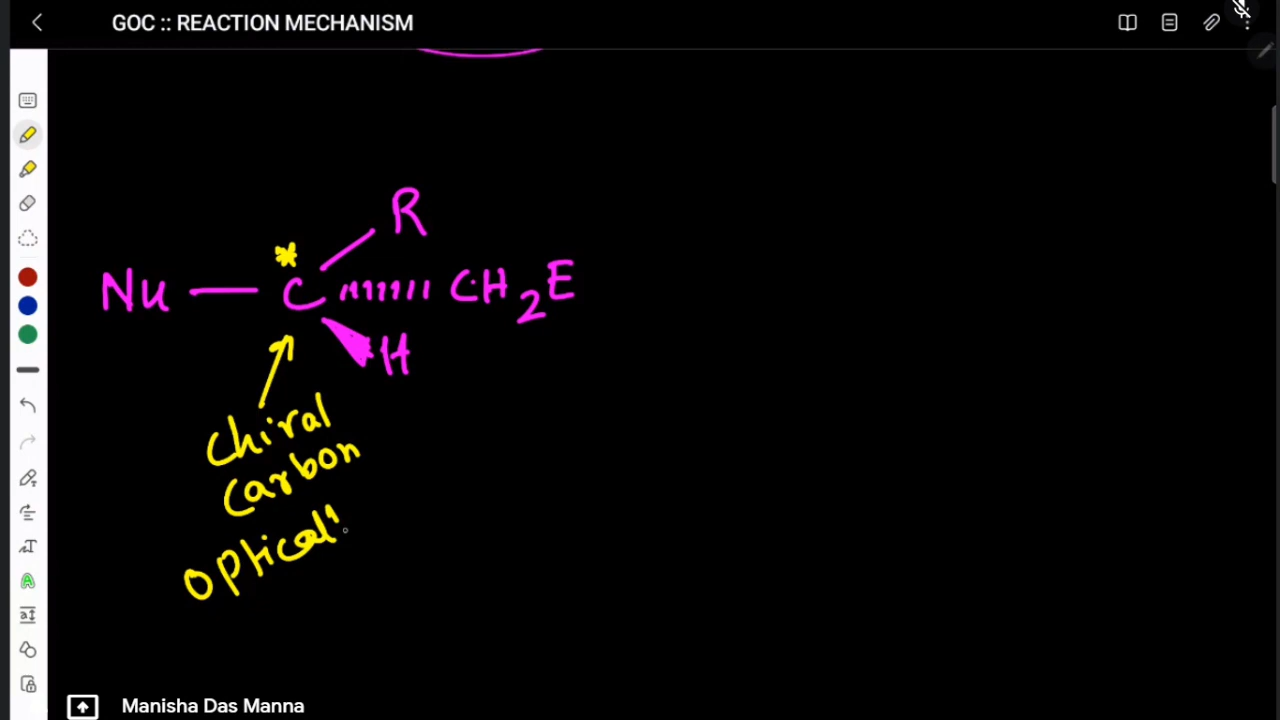 GOC :: REACTION MECHANISM
R
*
Nu — C CH2E
H
Chiral
Carbon
optical
Manisha Das Manna